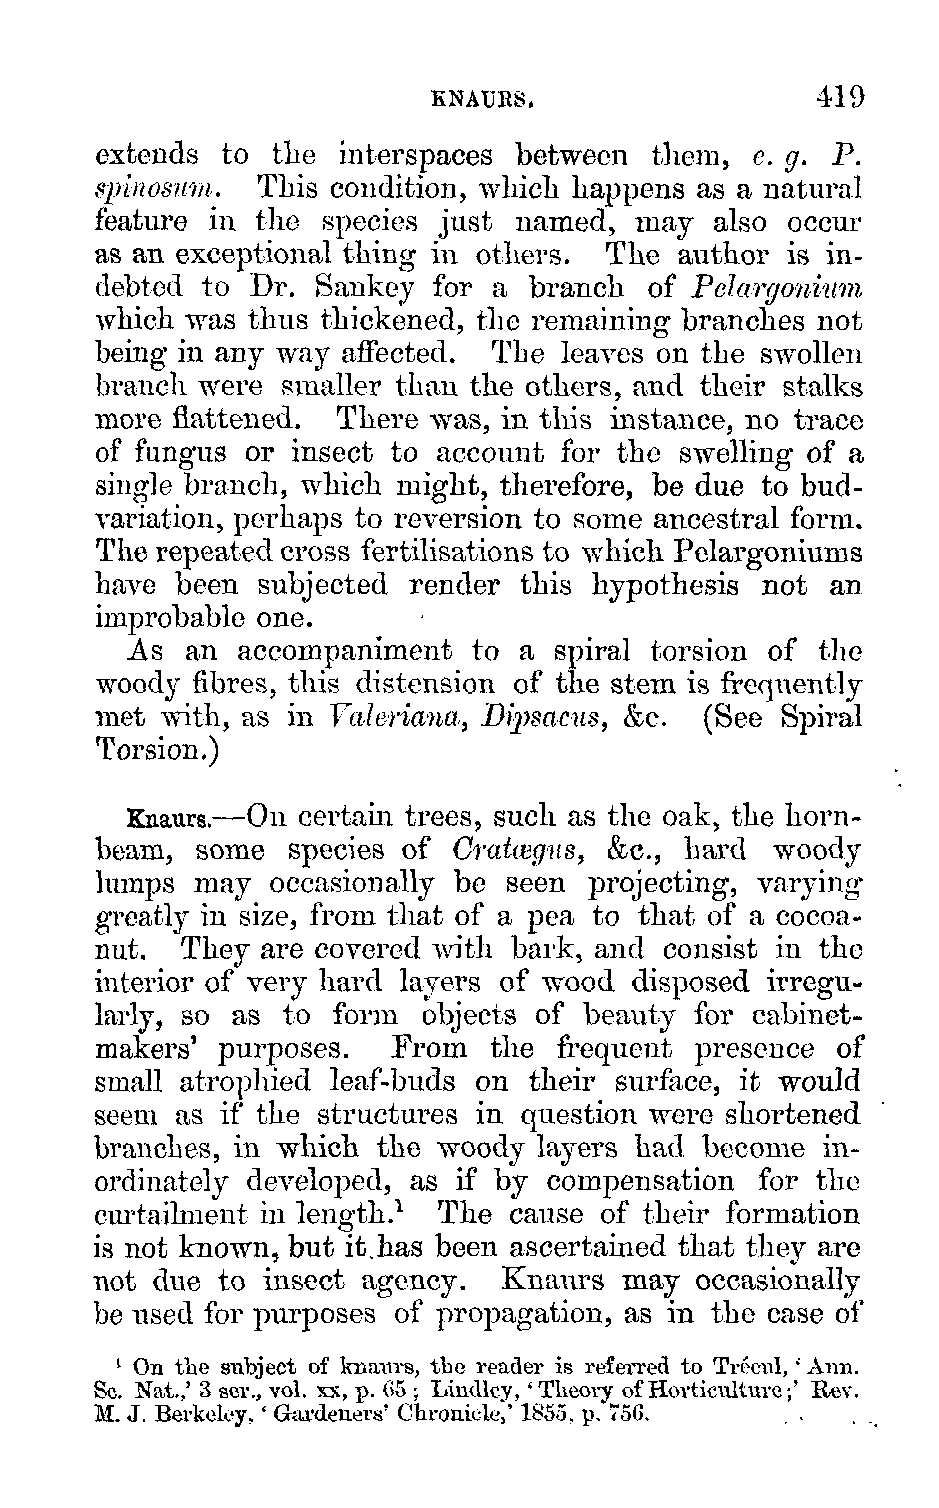 KNAURS. 419
extends to the interspaces between them, e. g. P.
spinosum. This condition, which happens as a natural
feature in the species just named, may also occur
as an exceptional thing in others. The author is in-
debted to Dr. Sankey for a branch of Pelargonium
which was thus thickened, the remaining branches not
being in any way affected. The leaves on the swollen
branch were smaller than the others, and their stalks
more flattened. There was, in this instance, no trace
of fungus or insect to account for the swelling of a
single branch, which might, therefore, be due to bud-
variation, perhaps to reversion to some ancestral form.
The repeated cross fertilisations to which Pelargoniums
have been subjected render this hypothesis not an
improbable one.
As an accompaniment to a spiral torsion of the
woody fibres, this distension of the stem is frequently
met with, as in Valeriana, Dipsacus, &c. (See Spiral
Torsion.)
Knaurs.—On certain trees, such as the oak, the horn-
beam, some species of Cratægus, &c., hard woody
lumps may occasionally be seen projecting, varying
greatly in size, from that of a pea to that of a cocoa-
nut. They are covered with bark, and consist in the
interior of very hard layers of wood disposed irregu-
larly, so as to form objects of beauty for cabinet-
makers' purposes. From the frequent presence of
small atrophied leaf-buds on their surface, it would
seem as if the structures in question were shortened
branches, in which the woody layers had become in-
ordinately developed, as if by compensation for the
curtailment in length.¹ The cause of their formation
is not known, but it has been ascertained that they are
not due to insect agency. Knaurs may occasionally
be used for purposes of propagation, as in the case of
¹ On the subject of knaurs, the reader is referred to Trécul, 'Ann.
Sc. Nat.,' 3 ser., vol. xx, p. 65; Lindley, 'Theory of Horticulture;' Rev.
M. J. Berkeley, 'Gardeners' Chronicle,' 1855, p. 756.